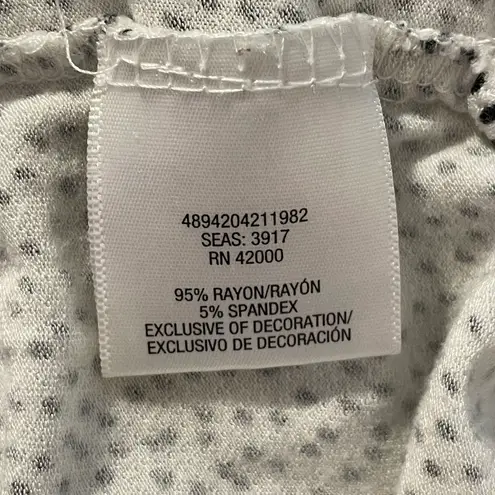 4894204211982
SEAS: 3917
RN 42000
95% RAYON/RAYÓN
5% SPANDEX
EXCLUSIVE OF DECORATION/
EXCLUSIVO DE DECORACIÓN